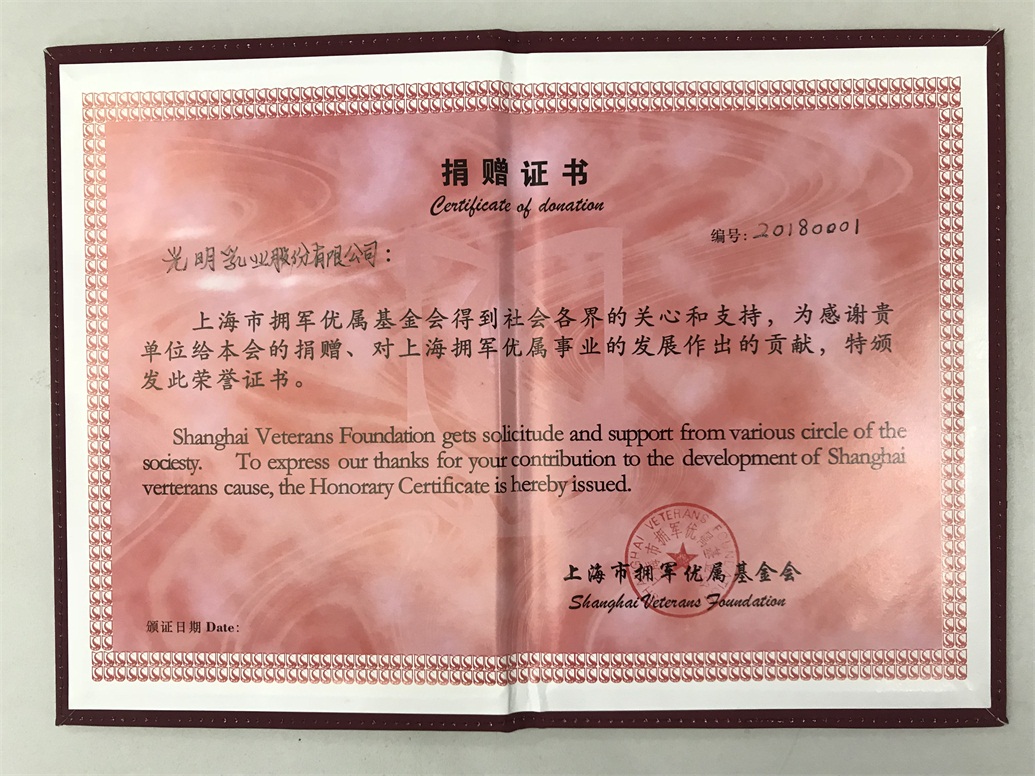 捐赠证书
Certificate of donation
编号:20180001
光明乳业股份有限公司：
上海市拥军优属基金会得到社会各界的关心和支持，为感谢贵
单位给本会的捐赠、对上海拥军优属事业的发展作出的贡献，特颁
发此荣誉证书。
Shanghai Veterans Foundation gets solicitude and support from various circle of the
sociesty. To express our thanks for your contribution to the development of Shanghai
verterans cause, the Honorary Certificate is hereby issued.
上海市拥军优属基金会
Shanghai Veterans Foundation
颁证日期 Date: